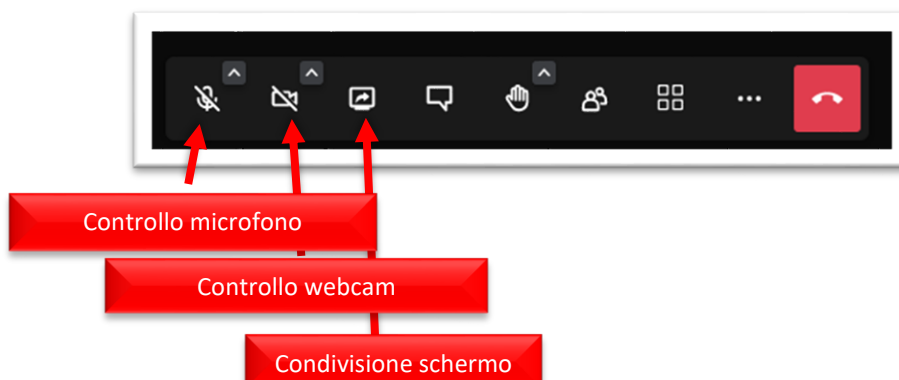 Controllo microfono
Controllo webcam
Condivisione schermo